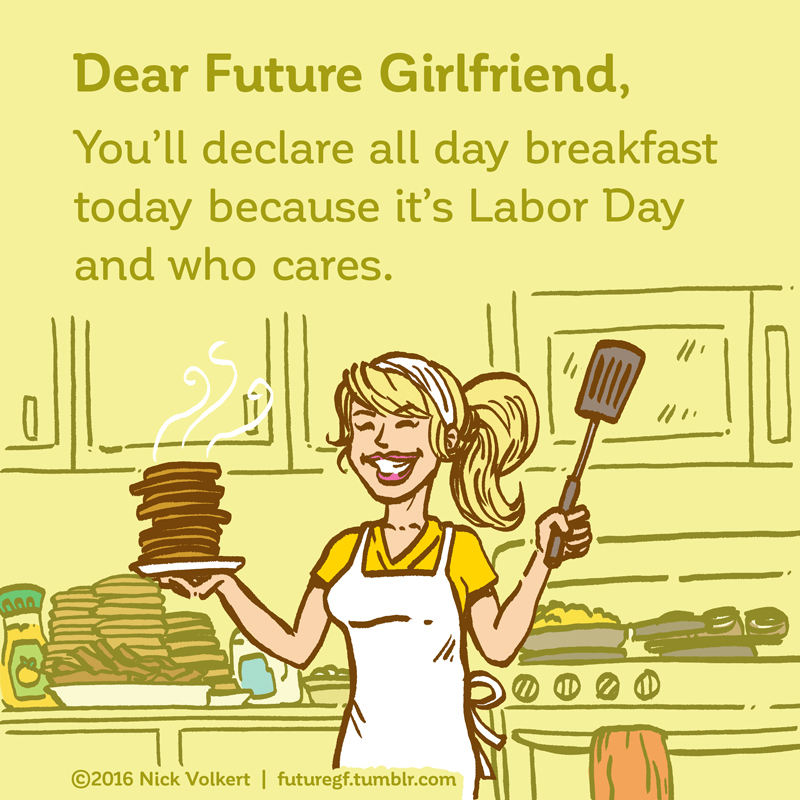 Dear Future Girlfriend,
You’ll declare all day breakfast
today because it’s Labor Day
and who cares.
©2016 Nick Volkert | futuregf.tumblr.com